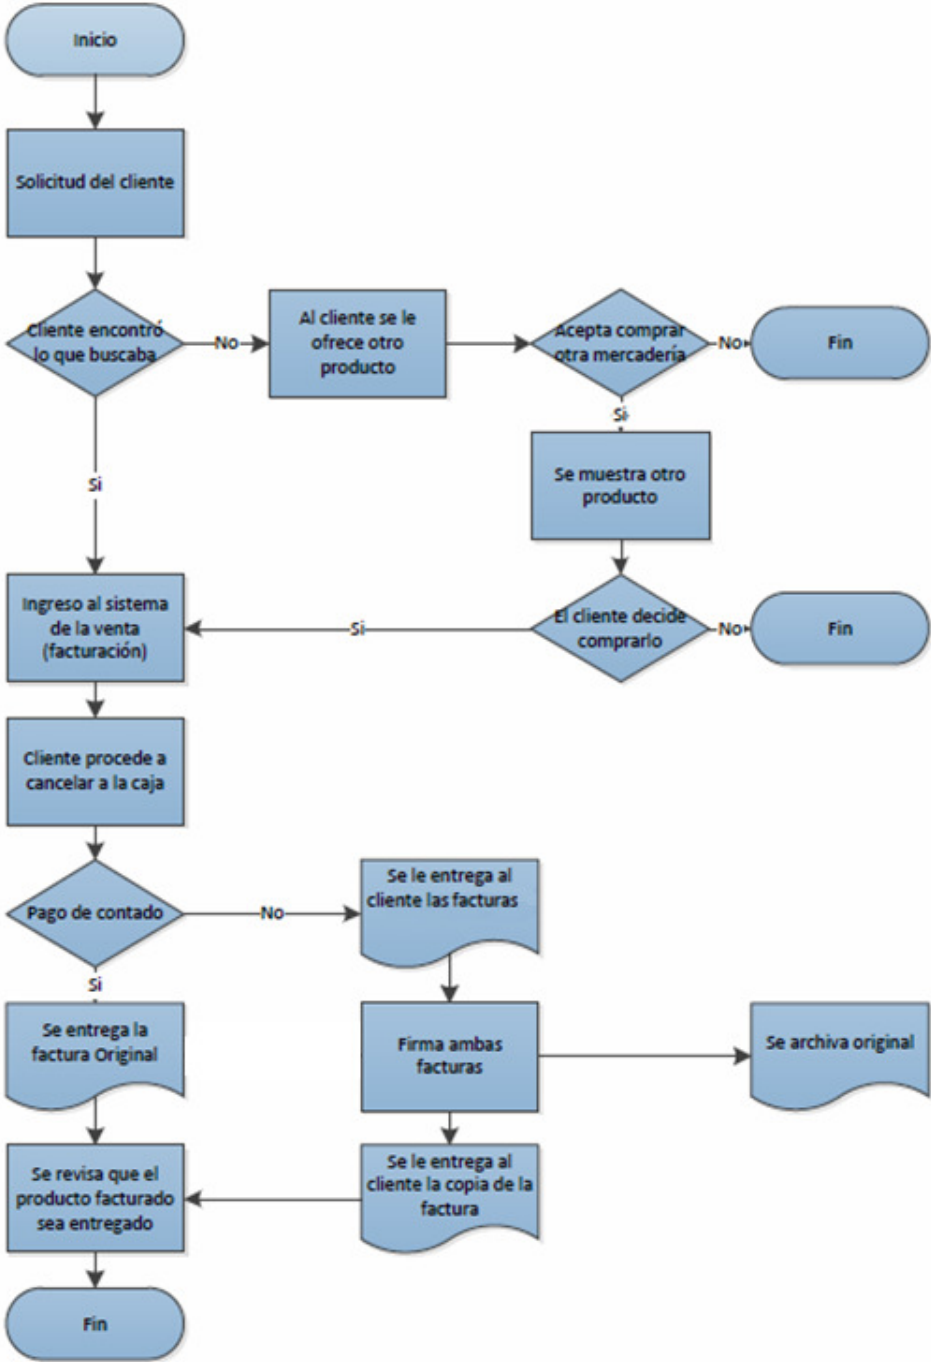 Inicio
Solicitud del cliente
Cliente encontró
lo que buscaba
No
Al cliente se le
ofrece otro
producto
Acepta comprar
otra mercadería
No
Fin
Si
Se muestra otro
producto
Si
Ingreso al sistema
de la venta
(facturación)
Si
El cliente decide
comprarlo
No
Fin
Cliente procede a
cancelar a la caja
Pago de contado
No
Se le entrega al
cliente las facturas
Si
Se entrega la
factura Original
Firma ambas
facturas
Se archiva original
Se revisa que el
producto facturado
sea entregado
Se le entrega al
cliente la copia de la
factura
Fin